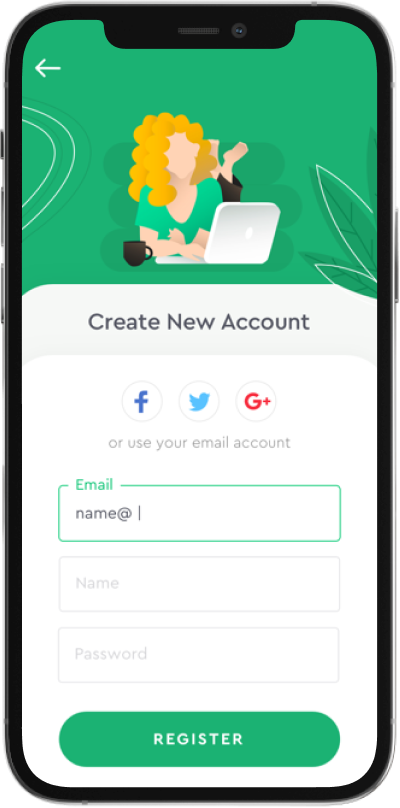 Create New Account
f
G+
or use your email account
Email
name@ |
Name
Password
REGISTER